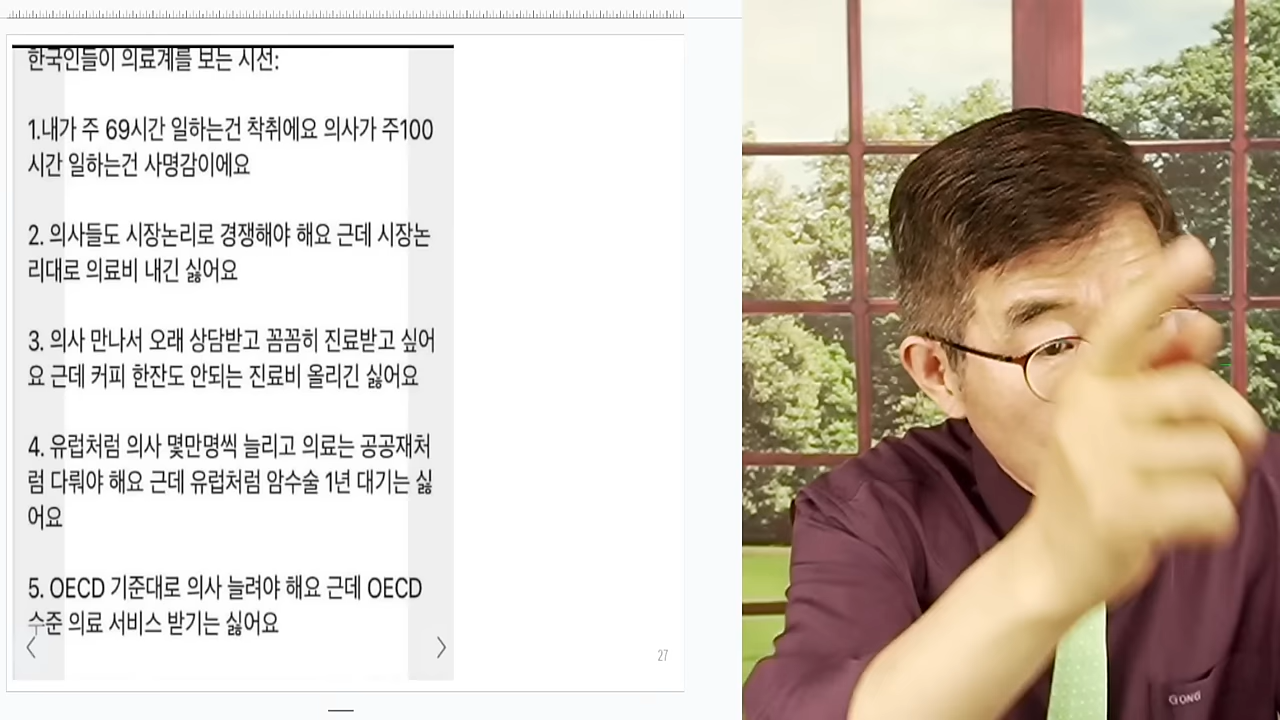 한국인들이 의료계를 보는 시선:
1.내가 주 69시간 일하는건 착취에요 의사가 주100
시간 일하는건 사명감이에요
2. 의사들도 시장논리로 경쟁해야 해요 근데 시장논
리대로 의료비 내긴 싫어요
3. 의사 만나서 오래 상담받고 꼼꼼히 진료받고 싶어
요 근데 커피 한잔도 안되는 진료비 올리긴 싫어요
4. 유럽처럼 의사 몇만명씩 늘리고 의료는 공공재처
럼 다뤄야 해요 근데 유럽처럼 암수술 1년 대기는 싫
어요
5. OECD 기준대로 의사 늘려야 해요 근데 OECD
수준 의료 서비스 받기는 싫어요
27
GONG